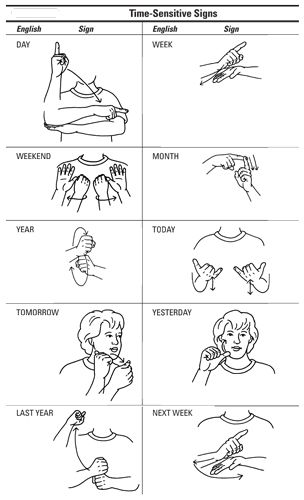 Time-Sensitive Signs
English Sign English Sign
DAY WEEK
WEEKEND MONTH
YEAR TODAY
TOMORROW YESTERDAY
LAST YEAR NEXT WEEK